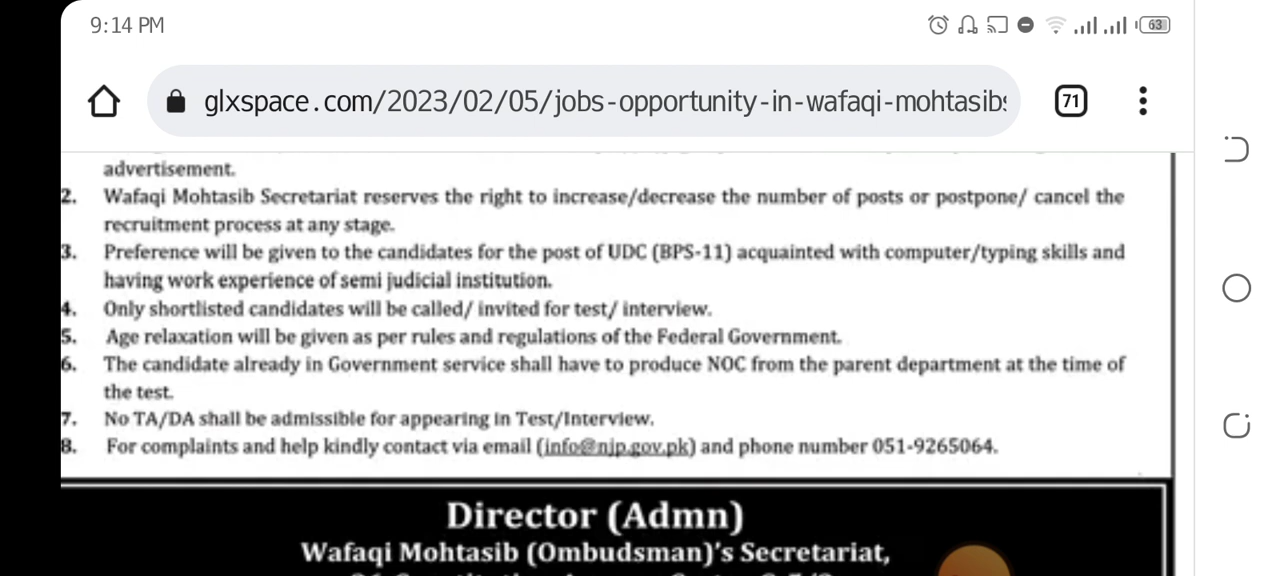 9:14 PM
63
glxspace.com/2023/02/05/jobs-opportunity-in-wafaqi-mohtasibs
71
advertisement.
2. Wafaqi Mohtasib Secretariat reserves the right to increase/decrease the number of posts or postpone/ cancel the
recruitment process at any stage.
3. Preference will be given to the candidates for the post of UDC (BPS-11) acquainted with computer/typing skills and
having work experience of semi judicial institution.
4. Only shortlisted candidates will be called/ invited for test/ interview.
5. Age relaxation will be given as per rules and regulations of the Federal Government.
6. The candidate already in Government service shall have to produce NOC from the parent department at the time of
the test.
7. No TA/DA shall be admissible for appearing in Test/Interview.
8. For complaints and help kindly contact via email (info@njp.gov.pk) and phone number 051-9265064.
Director (Admn)
Wafaqi Mohtasib (Ombudsman)'s Secretariat,